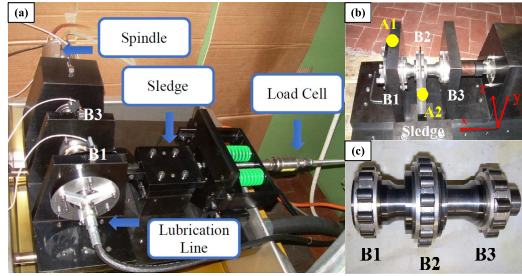 (a)
Spindle
Sledge
Load Cell
B3
B1
Lubrication
Line
(b)
A1
B2
B1
A2
B3
Sledge
x
z
y
(c)
B1
B2
B3